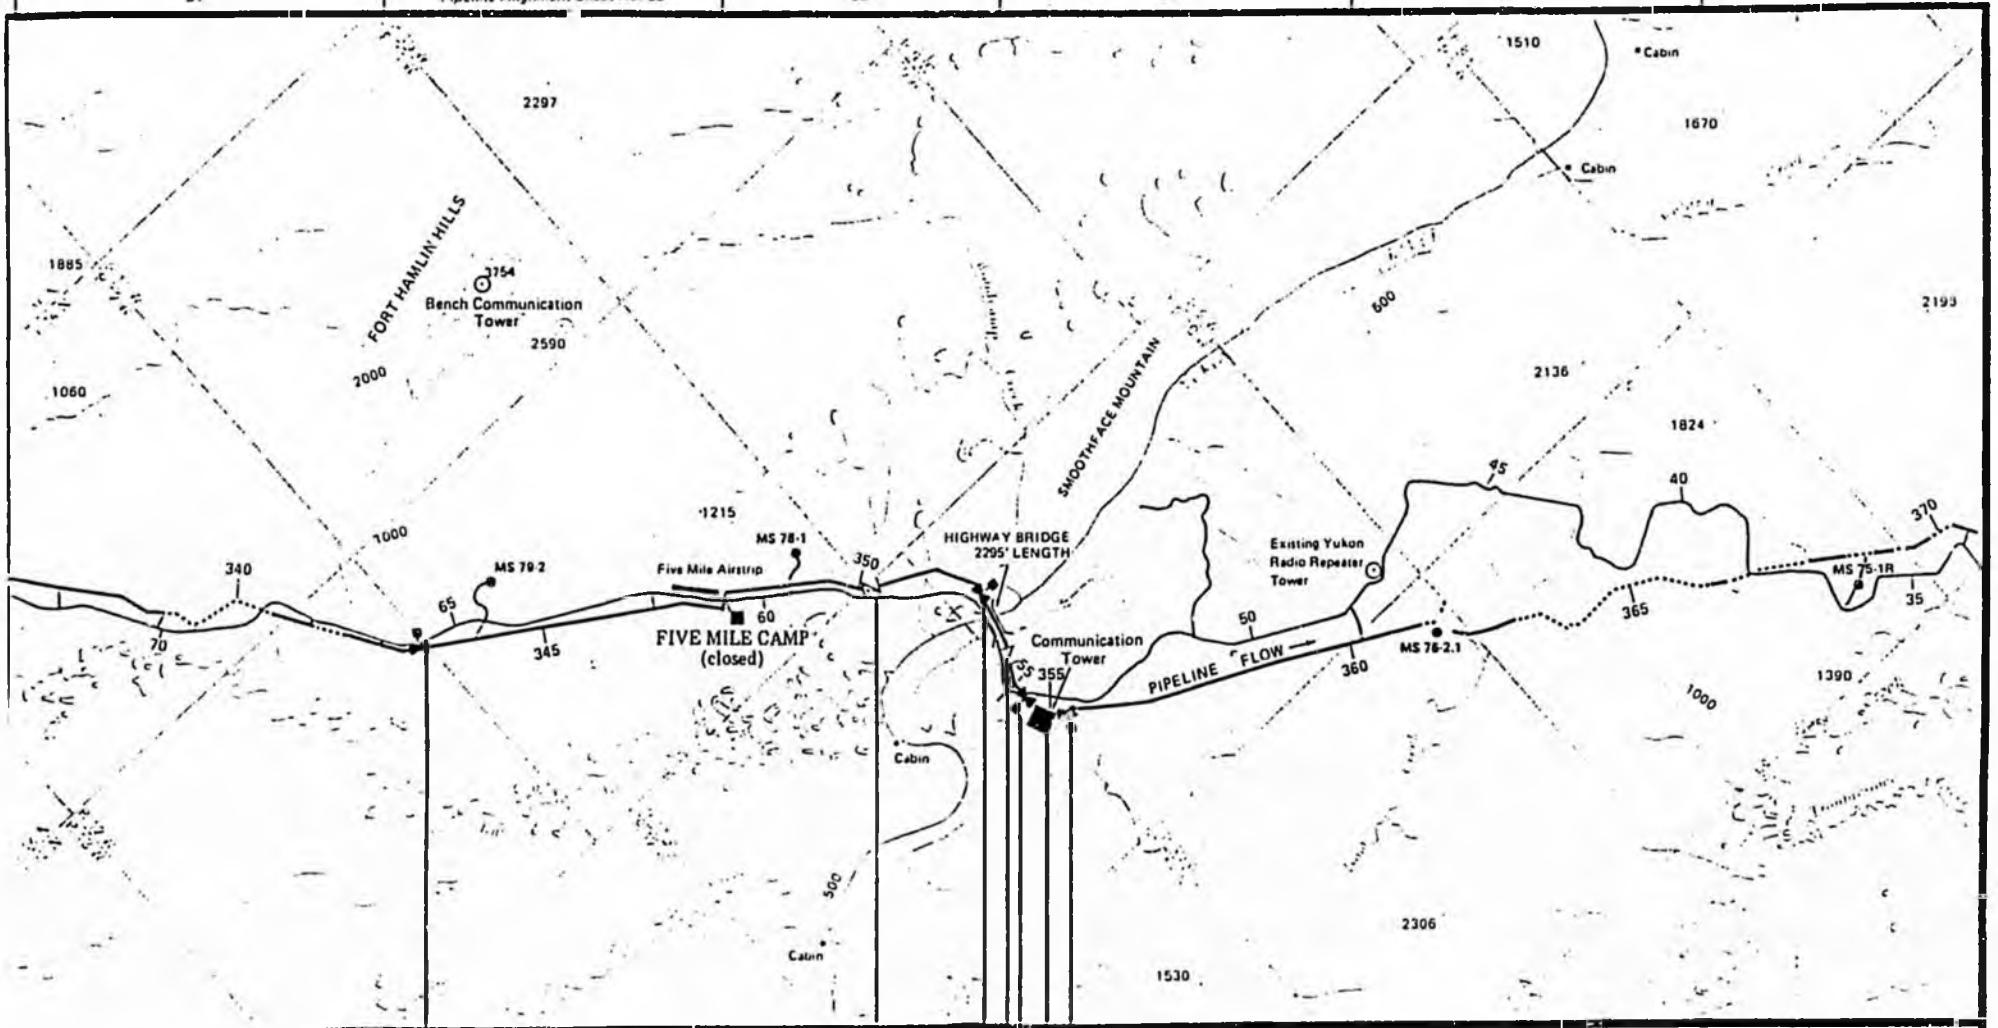 1510
Cabin
2297
1670
Cabin
FORT HAMLIN HILLS
1885
3754
Bench Communication
Tower
2590
2000
600
2193
SMOOTHFACE MOUNTAIN
1060
2136
1824
45
40
370
1000
1215
MS 78-1
350
HIGHWAY BRIDGE
2295' LENGTH
Existing Yukon
Radio Repeater
Tower
340
MS 79-2
Five Mile Airstrip
MS 75-1R
35
65
60
365
70
345
FIVE MILE CAMP
(closed)
50
Communication
Tower
55
355
PIPELINE FLOW
360
MS 76-2.1
1390
1000
Cabin
500
Cabin
2306
1530